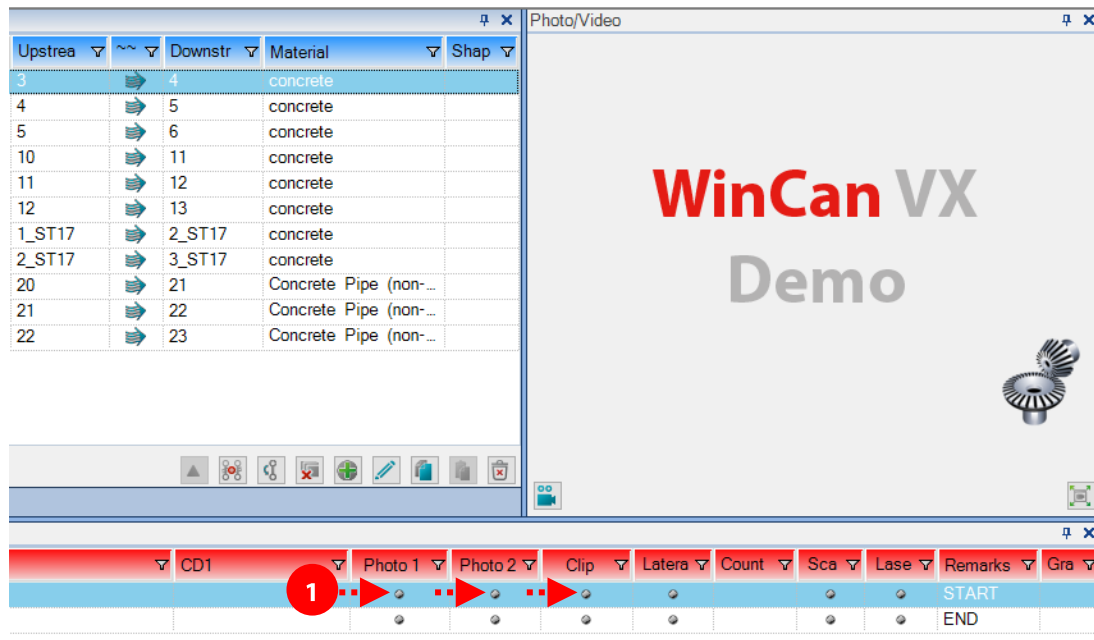 Photo/Video
Upstrea ~~ Downstr Material Shap
3 4 concrete
4 5 concrete
5 6 concrete
10 11 concrete
11 12 concrete
12 13 concrete
1_ST17 2_ST17 concrete
2_ST17 3_ST17 concrete
20 21 Concrete Pipe (non-...
21 22 Concrete Pipe (non-...
22 23 Concrete Pipe (non-...
WinCan VX
Demo
CD1 Photo 1 Photo 2 Clip Latera Count Sca Lase Remarks Gra
1 START
END